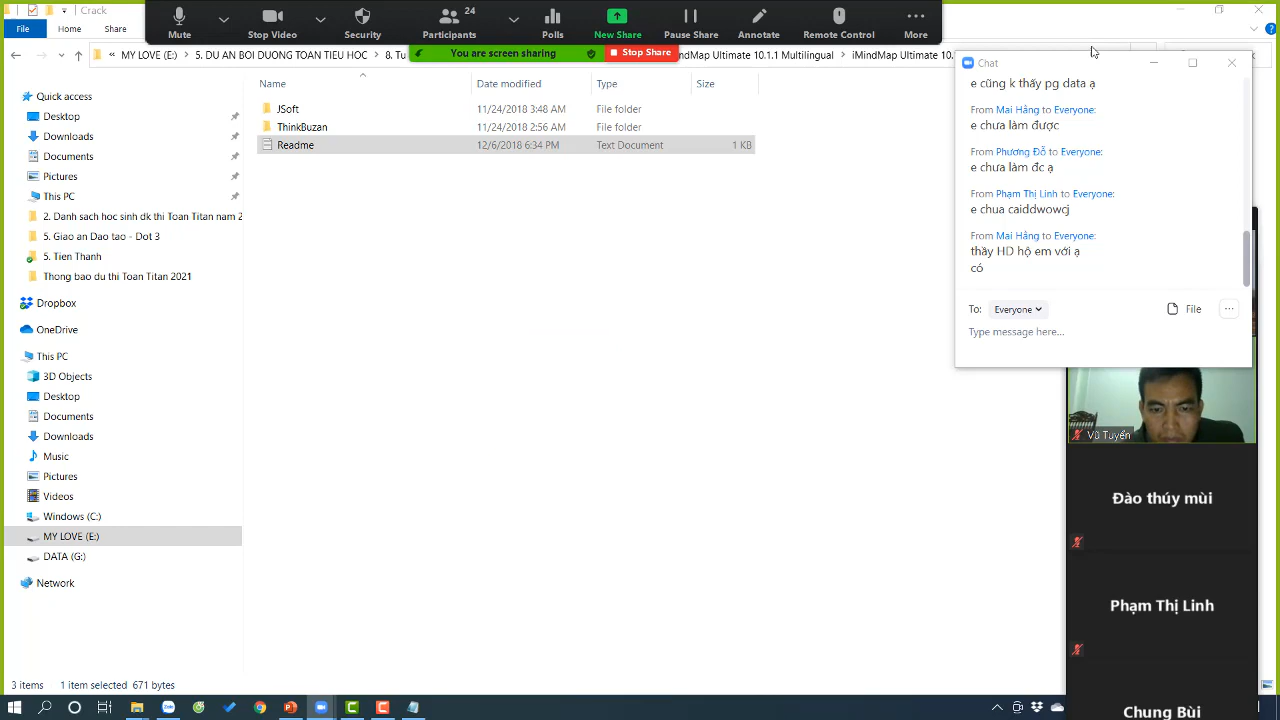 Crack
Mute
Stop Video
Security
Participants
24
Polls
New Share
Pause Share
Annotate
Remote Control
More
You are screen sharing
Stop Share
File
Home
Share
« MY LOVE (E:) › 5. DU AN BOI DUONG TOAN TIEU HOC › 8. Tu
ndMap Ultimate 10.1.1 Multilingual › iMindMap Ultimate 10.
Name
Date modified
Type
Size
JSoft
11/24/2018 3:48 AM
File folder
ThinkBuzan
11/24/2018 2:56 AM
File folder
Readme
12/6/2018 6:34 PM
Text Document
1 KB
Quick access
Desktop
Downloads
Documents
Pictures
This PC
2. Danh sach hoc sinh dk thi Toan Titan nam 2
5. Giao an Dao tao - Dot 3
5. Tien Thanh
Thong bao du thi Toan Titan 2021
Dropbox
OneDrive
This PC
3D Objects
Desktop
Documents
Downloads
Music
Pictures
Videos
Windows (C:)
MY LOVE (E:)
DATA (G:)
Network
3 items
1 item selected 671 bytes
Chat
e cũng k thấy pg data ạ
From Mai Hằng to Everyone:
e chưa làm được
From Phương Đỗ to Everyone:
e chưa làm đc ạ
From Phạm Thị Linh to Everyone:
e chua caiddwowcj
From Mai Hằng to Everyone:
thầy HD hộ em với ạ
có
To: Everyone
File
Type message here...
Vũ Tuyển
Đào thúy mùi
Phạm Thị Linh
Chung Bùi
Zalo